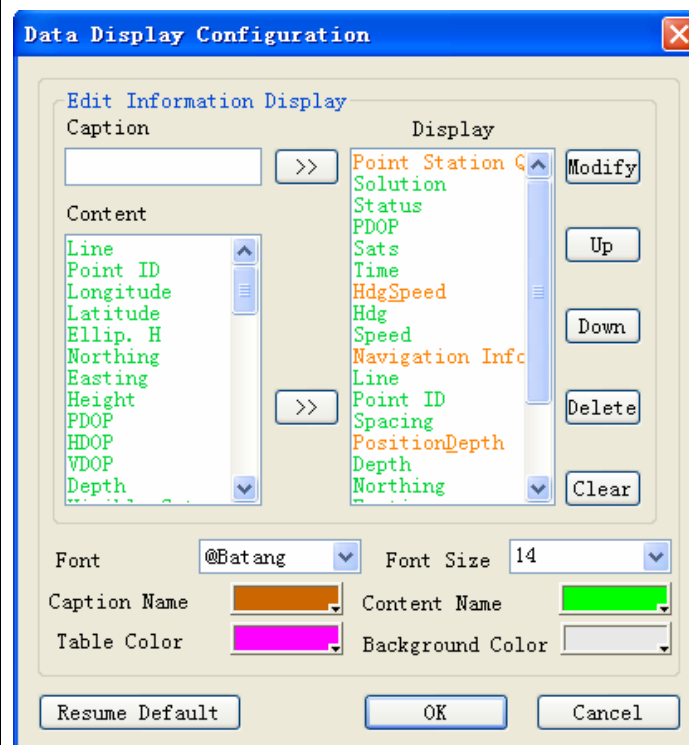 Data Display Configuration
Edit Information Display
Caption
>>
Content
Line
Point ID
Longitude
Latitude
Ellip. H
Northing
Easting
Height
PDOP
HDOP
VDOP
Depth
>>
Display
Point Station
Solution
Status
PDOP
Sats
Time
HdgSpeed
Hdg
Speed
Navigation Info
Line
Point ID
Spacing
PositionDepth
Depth
Northing
Modify
Up
Down
Delete
Clear
Font @Batang Font Size 14
Caption Name Content Name
Table Color Background Color
Resume Default OK Cancel